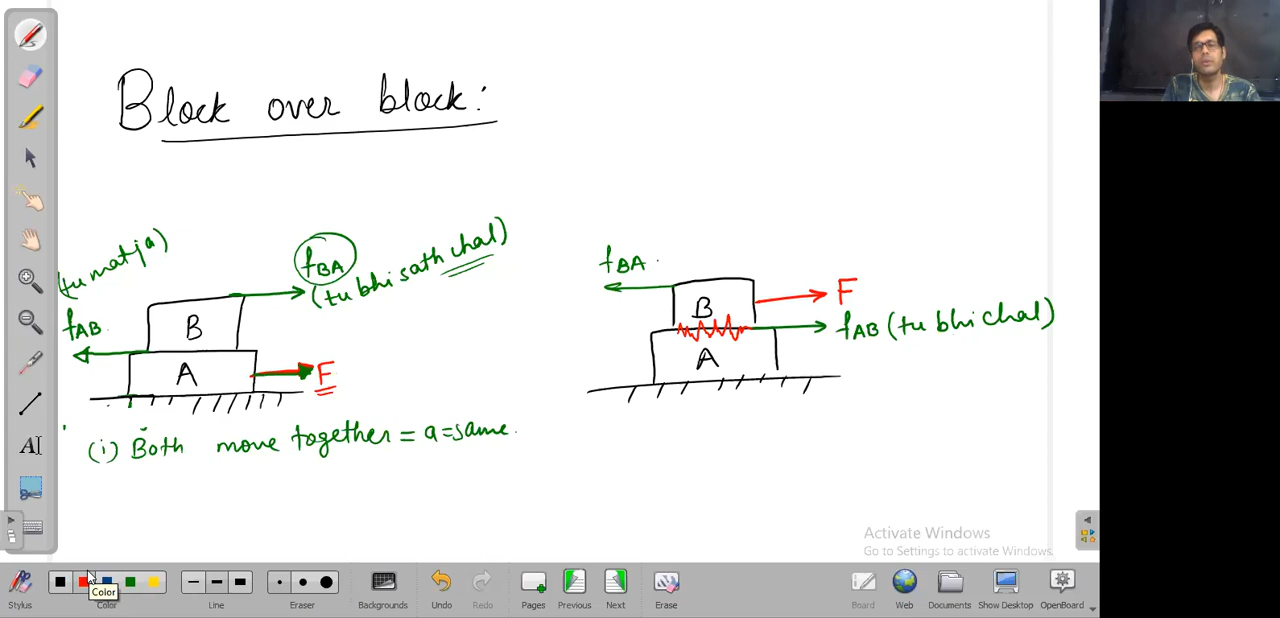 Block over block:
(tu mat ja)
fBA
(tu bhi sath chal)
fAB
B
A
F
(i) Both move together = a=same.
fBA
B
F
fAB (tu bhi chal)
A
Activate Windows
Go to Settings to activate Windows.
Color
Stylus
Color
Line
Eraser
Backgrounds
Undo
Redo
Pages
Previous
Next
Erase
Board
Web
Documents
Show Desktop
OpenBoard